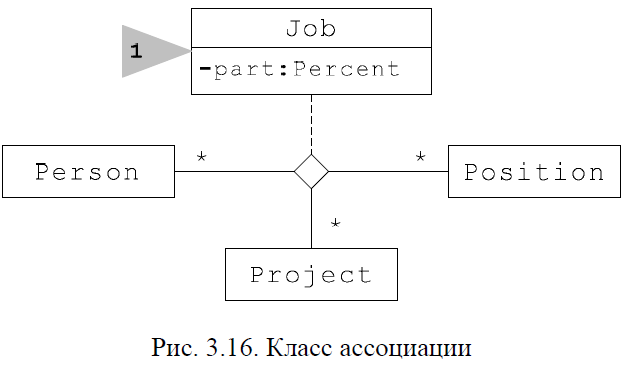 Job
1
-part:Percent
Person
*
*
Position
*
Project
Рис. 3.16. Класс ассоциации